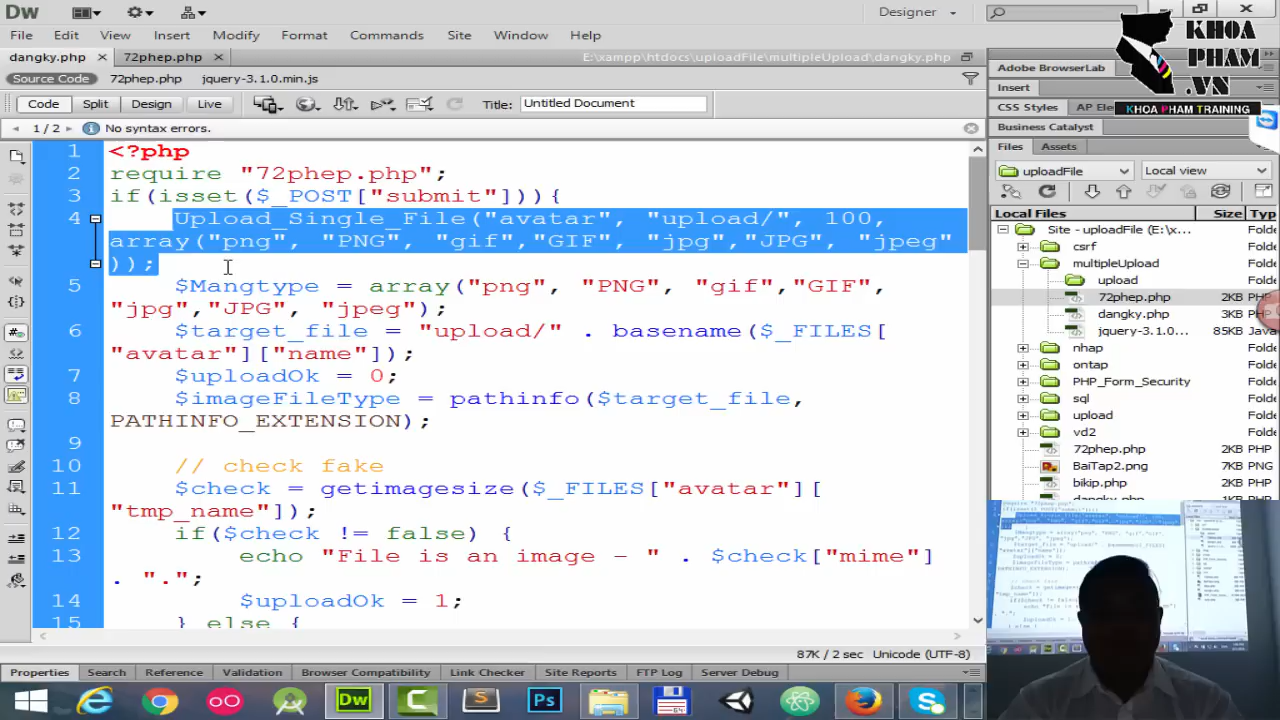 Dw
Designer
KHOA
PHAM
.VN
KHOA PHAM TRAINING
File Edit View Insert Modify Format Commands Site Window Help
dangky.php × 72phep.php × E:\xampp\htdocs\uploadFile\multipleUpload\dangky.php
Source Code 72phep.php jquery-3.1.0.min.js
Code Split Design Live Title: Untitled Document
1 / 2 No syntax errors.
1 <?php
2 require "72phep.php";
3 if(isset($_POST["submit"])){
4 Upload_Single_File("avatar", "upload/", 100,
array("png", "PNG", "gif","GIF", "jpg","JPG", "jpeg"
));
5 $Mangtype = array("png", "PNG", "gif","GIF",
"jpg","JPG", "jpeg");
6 $target_file = "upload/" . basename($_FILES[
"avatar"]["name"]);
7 $uploadOk = 0;
8 $imageFileType = pathinfo($target_file,
PATHINFO_EXTENSION);
9
10 // check fake
11 $check = getimagesize($_FILES["avatar"][
"tmp_name"]);
12 if($check != false) {
13 echo "File is an image - " . $check["mime"]
. ".";
14 $uploadOk = 1;
15 } else {
87K / 2 sec Unicode (UTF-8)
Properties Search Reference Validation Browser Compatibility Link Checker Site Reports FTP Log Server Debug
Adobe BrowserLab
Insert
CSS Styles AP Ele
Business Catalyst
Files Assets
uploadFile Local view
Local Files Size Type
Site - uploadFile (E:\x... Folde
csrf Folde
multipleUpload Folde
upload Folde
72phep.php 2KB PHP
dangky.php 3KB PHP
jquery-3.1.0... 85KB Java
nhap Folde
ontap Folde
PHP_Form_Security Folde
sql Folde
upload Folde
vd2 Folde
72phep.php 2KB PHP
BaiTap2.png 7KB PNG
bikip.php 2KB PHP
Dw
Ps